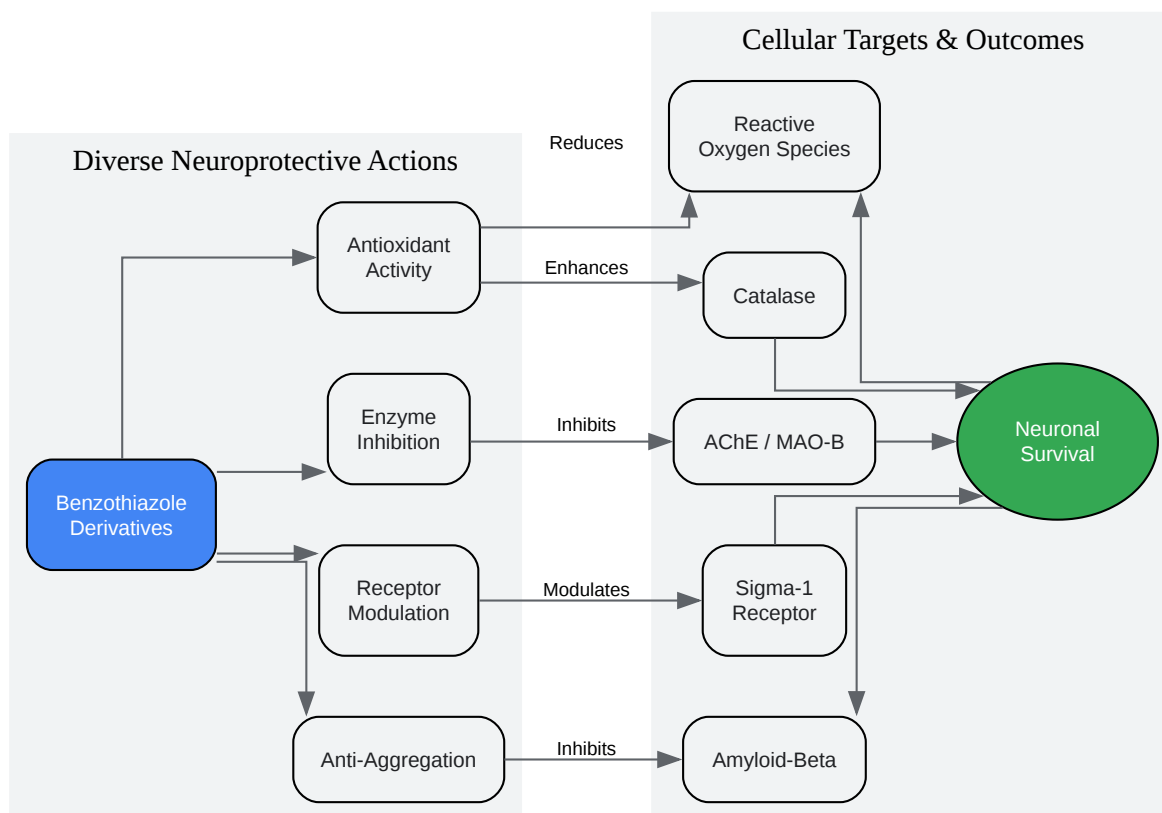 Cellular Targets & Outcomes
Reactive
Oxygen Species
Reduces
Diverse Neuroprotective Actions
Antioxidant
Activity
Enhances
Catalase
Enzyme
Inhibition
Inhibits
AChE / MAO-B
Neuronal
Survival
Benzothiazole
Derivatives
Receptor
Modulation
Modulates
Sigma-1
Receptor
Anti-Aggregation
Inhibits
Amyloid-Beta